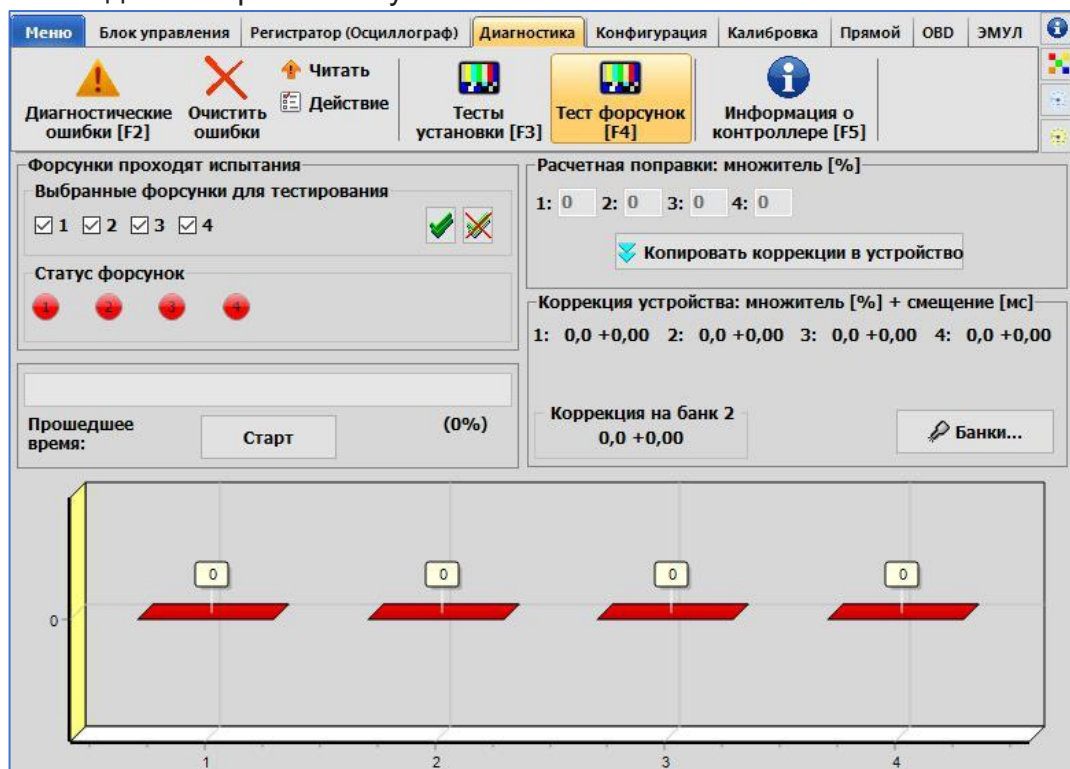 Меню Блок управления Регистратор (Осциллограф) Диагностика Конфигурация Калибровка Прямой OBD ЭМУЛ
Диагностические ошибки [F2]
Очистить ошибки
Читать
Действие
Тесты установки [F3]
Тест форсунок [F4]
Информация о контроллере [F5]
Форсунки проходят испытания
Выбранные форсунки для тестирования
1 2 3 4
Статус форсунок
1 2 3 4
Прошедшее время:
Старт
(0%)
Расчетная поправки: множитель [%]
1: 0 2: 0 3: 0 4: 0
Копировать коррекции в устройство
Коррекция устройства: множитель [%] + смещение [мс]
1: 0,0 +0,00 2: 0,0 +0,00 3: 0,0 +0,00 4: 0,0 +0,00
Коррекция на банк 2
0,0 +0,00
Банки...
0 0 0 0
0
1 2 3 4